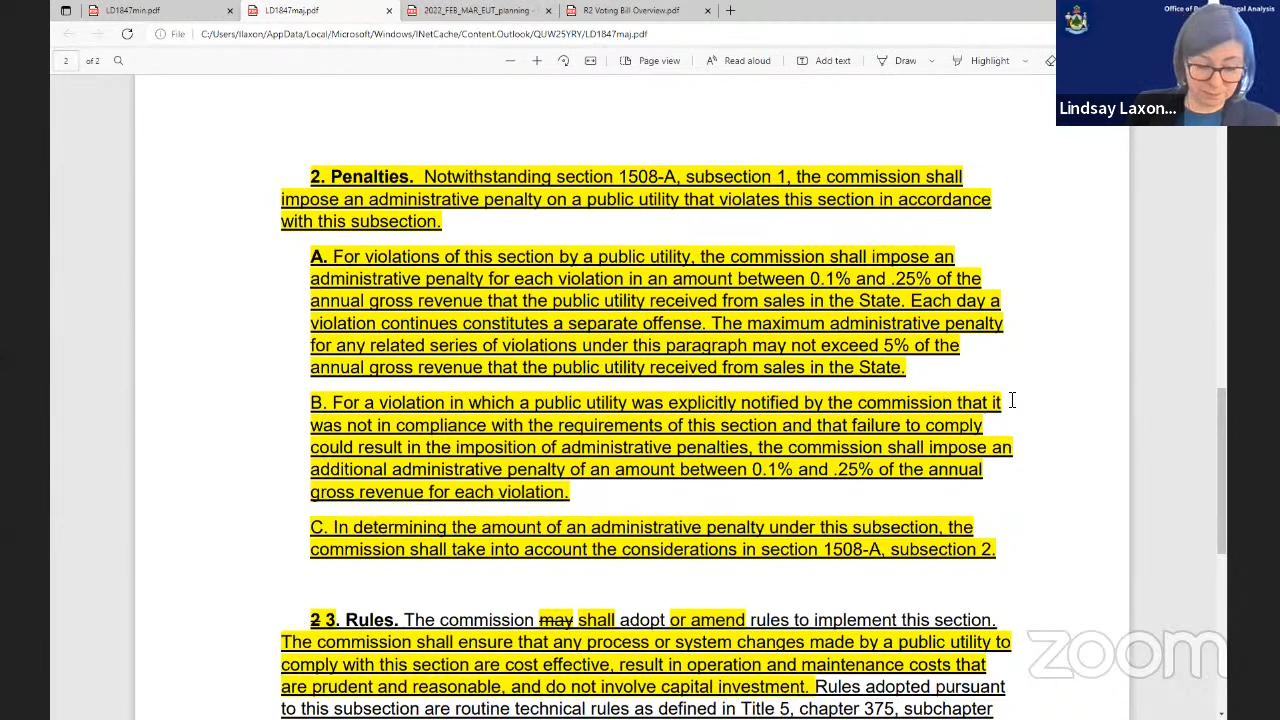 LD1847min.pdf
LD1847maj.pdf
2022_FEB_MAR_EUT_planning -
R2 Voting Bill Overview.pdf
File
C:/Users/llaxon/AppData/Local/Microsoft/Windows/INetCache/Content.Outlook/QUW25YRY/LD1847maj.pdf
2 of 2
Page view
Read aloud
Add text
Draw
Highlight
Office of P
al Analysis
Lindsay Laxon...
2. Penalties. Notwithstanding section 1508-A, subsection 1, the commission shall
impose an administrative penalty on a public utility that violates this section in accordance
with this subsection.
A. For violations of this section by a public utility, the commission shall impose an
administrative penalty for each violation in an amount between 0.1% and .25% of the
annual gross revenue that the public utility received from sales in the State. Each day a
violation continues constitutes a separate offense. The maximum administrative penalty
for any related series of violations under this paragraph may not exceed 5% of the
annual gross revenue that the public utility received from sales in the State.
B. For a violation in which a public utility was explicitly notified by the commission that it
was not in compliance with the requirements of this section and that failure to comply
could result in the imposition of administrative penalties, the commission shall impose an
additional administrative penalty of an amount between 0.1% and .25% of the annual
gross revenue for each violation.
C. In determining the amount of an administrative penalty under this subsection, the
commission shall take into account the considerations in section 1508-A, subsection 2.
2 3. Rules. The commission may shall adopt or amend rules to implement this section.
The commission shall ensure that any process or system changes made by a public utility to
comply with this section are cost effective, result in operation and maintenance costs that
are prudent and reasonable, and do not involve capital investment. Rules adopted pursuant
to this subsection are routine technical rules as defined in Title 5, chapter 375, subchapter
zoom